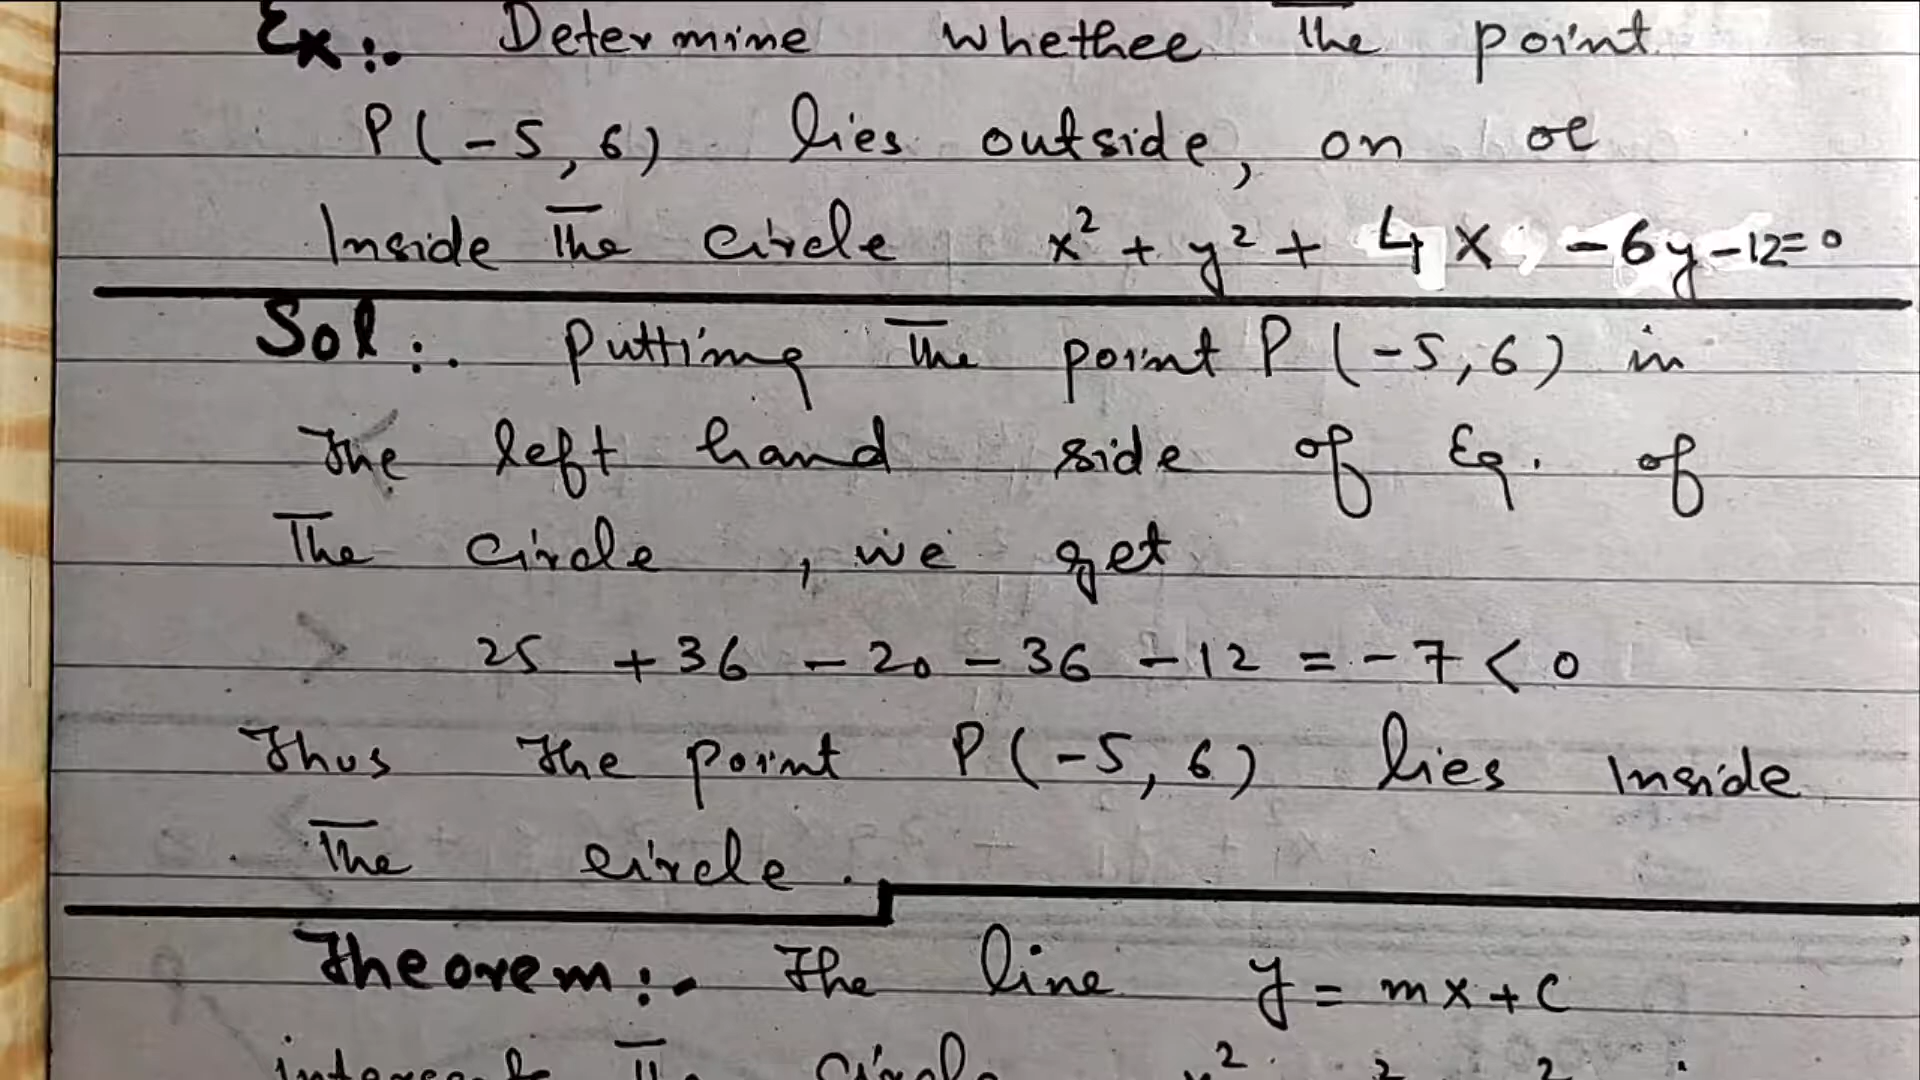 Ex:- Determine whether the point
P(-5,6) lies outside, on or
Inside the circle x² + y² + 4x -6y-12=0
Sol:. Putting the point P(-5,6) in
the left hand side of Eq. of
The circle, we get
25 +36 -20 -36 -12 = -7 < 0
Thus the point P(-5,6) lies Inside
The circle.
Theorem:- The line y = mx+c